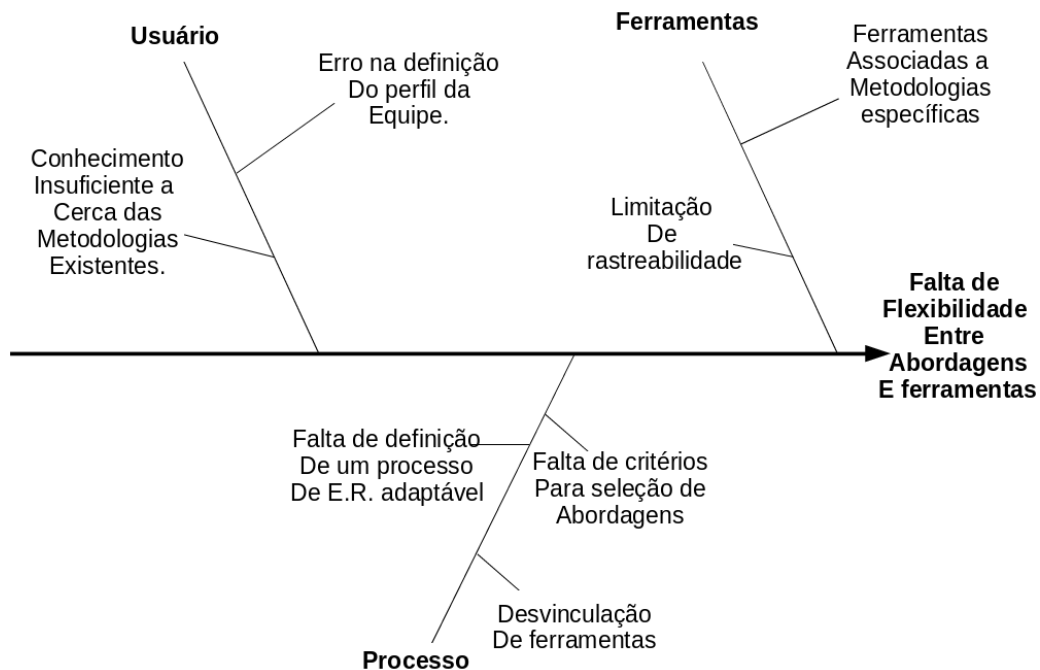 Usuário
Erro na definição
Do perfil da
Equipe.
Conhecimento
Insuficiente a
Cerca das
Metodologias
Existentes.
Ferramentas
Ferramentas
Associadas a
Metodologias
específicas
Limitação
De
rastreabilidade
Falta de
Flexibilidade
Entre
Abordagens
E ferramentas
Falta de definição
De um processo
De E.R. adaptável
Falta de critérios
Para seleção de
Abordagens
Desvinculação
De ferramentas
Processo